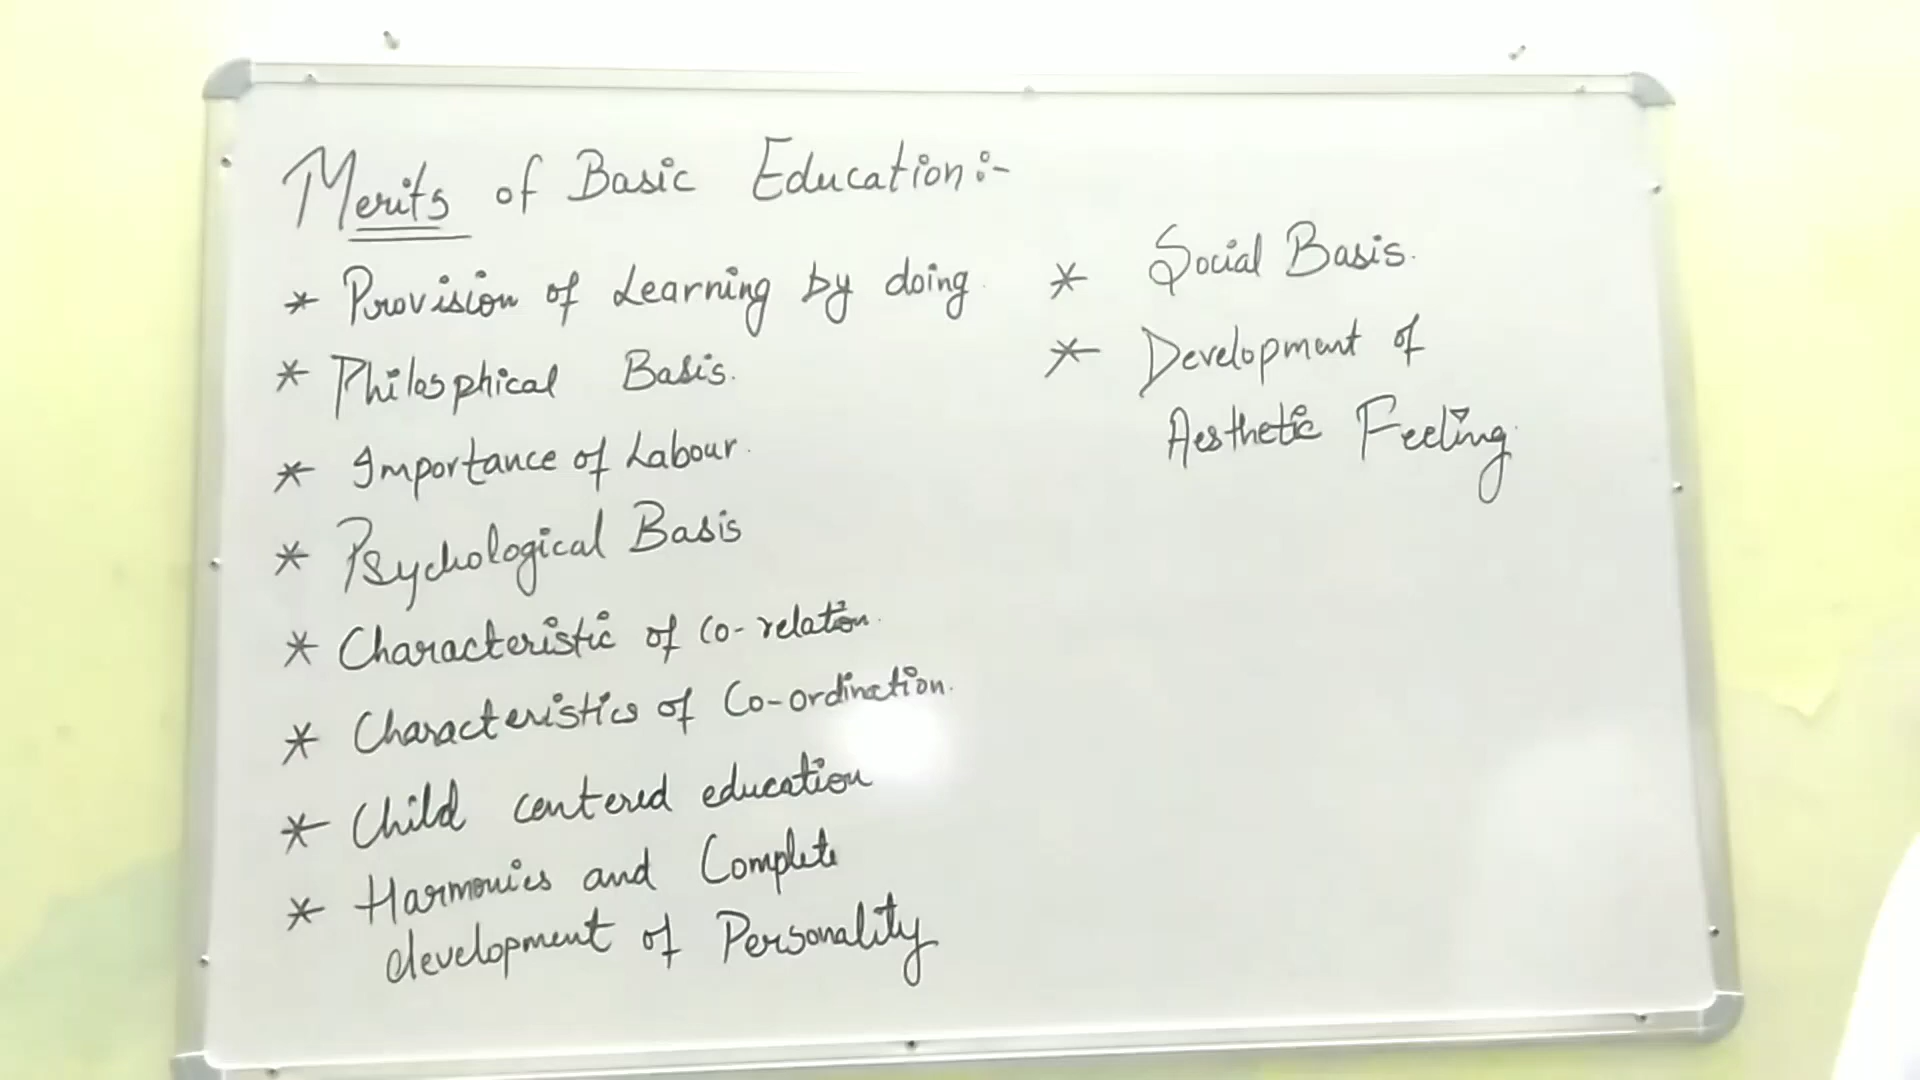 Merits of Basic Education:-
* Provision of Learning by doing.
* Philosphical Basis.
* Importance of Labour.
* Psychological Basis
* Characteristic of Co-relation.
* Characteristics of Co-ordination.
* Child centered education
* Harmonies and Complete
development of Personality
* Social Basis.
* Development of
Aesthetic Feeling.